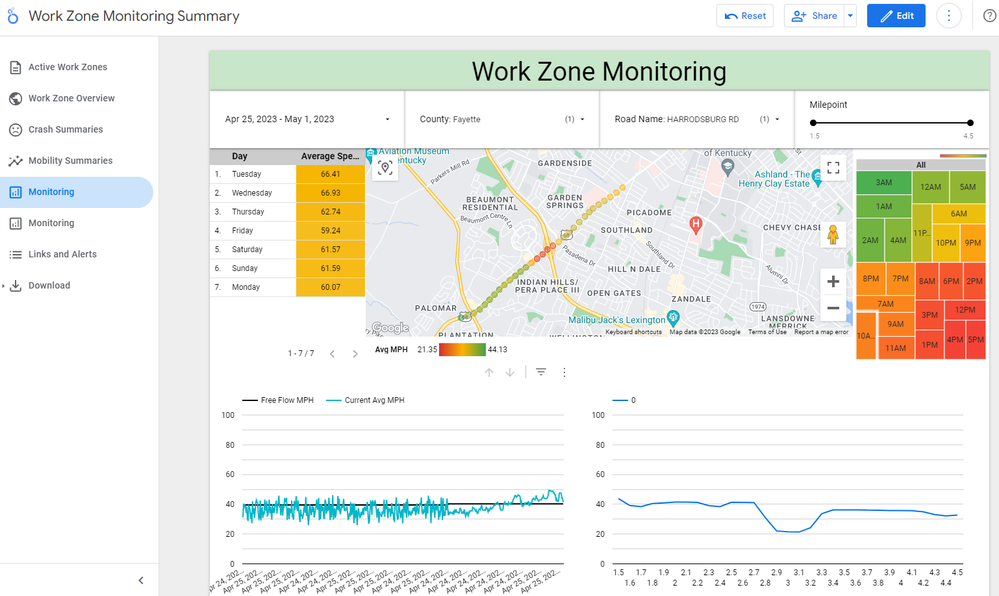 Work Zone Monitoring Summary
Reset
Share
Edit
Active Work Zones
Work Zone Overview
Crash Summaries
Mobility Summaries
Monitoring
Monitoring
Links and Alerts
Download
Work Zone Monitoring
Apr 25, 2023 - May 1, 2023
County: Fayette (1)
Road Name: HARRODSBURG RD (1)
Milepoint
1.5 4.5
Day Average Spe...
1. Tuesday 66.41
2. Wednesday 66.93
3. Thursday 62.74
4. Friday 59.24
5. Saturday 61.57
6. Sunday 61.59
7. Monday 60.07
1 - 7 / 7
Aviation Museum
entucky
Parkers Mill Rd
GARDENSIDE
of Kentucky
St
Ashland - The
Henry Clay Estate
BEAUMONT
RESIDENTIAL
Beaumont Centre Ln
GARDEN
SPRINGS
PICADOME
SOUTHLAND
H
CHEVY CHASE
68
Pasadena Dr
Southland Dr
HILL N DALE
Alumni Dr
INDIAN HILLS/
PERA PLACE III
OPEN GATES
ZANDALE
PALOMAR
68
1974
Malibu Jack's Lexington
LANSDOWNE
MERRICK
PLANTATION
Google
Keyboard shortcuts Map data ©2023 Google Terms of Use Report a map error
Avg MPH 21.35 44.13
All
3AM
12AM
5AM
1AM
6AM
2AM
4AM
11P...
10PM
9PM
8PM
7PM
8AM
6PM
2PM
7AM
3PM
12PM
10A...
9AM
11AM
1PM
4PM
5PM
Free Flow MPH Current Avg MPH
100
80
60
40
20
0
pr 24, 202...
Apr 25, 202...
Apr 24, 202...
Apr 25, 202...
Apr 24, 202...
Apr 25, 202...
Apr 24, 202...
Apr 25, 202...
Apr 24, 202...
Apr 25, 202...
Apr 24, 202...
Apr 25, 202...
Apr 24, 202...
Apr 25, 202...
Apr 24, 202...
Apr 25, 202...
Apr 25, 202...
0
100
80
60
40
20
0
1.5 1.7 1.9 2.1 2.3 2.5 2.7 2.9 3.1 3.3 3.5 3.7 3.9 4.1 4.3 4.5
1.6 1.8 2 2.2 2.4 2.6 2.8 3 3.2 3.4 3.6 3.8 4 4.2 4.4